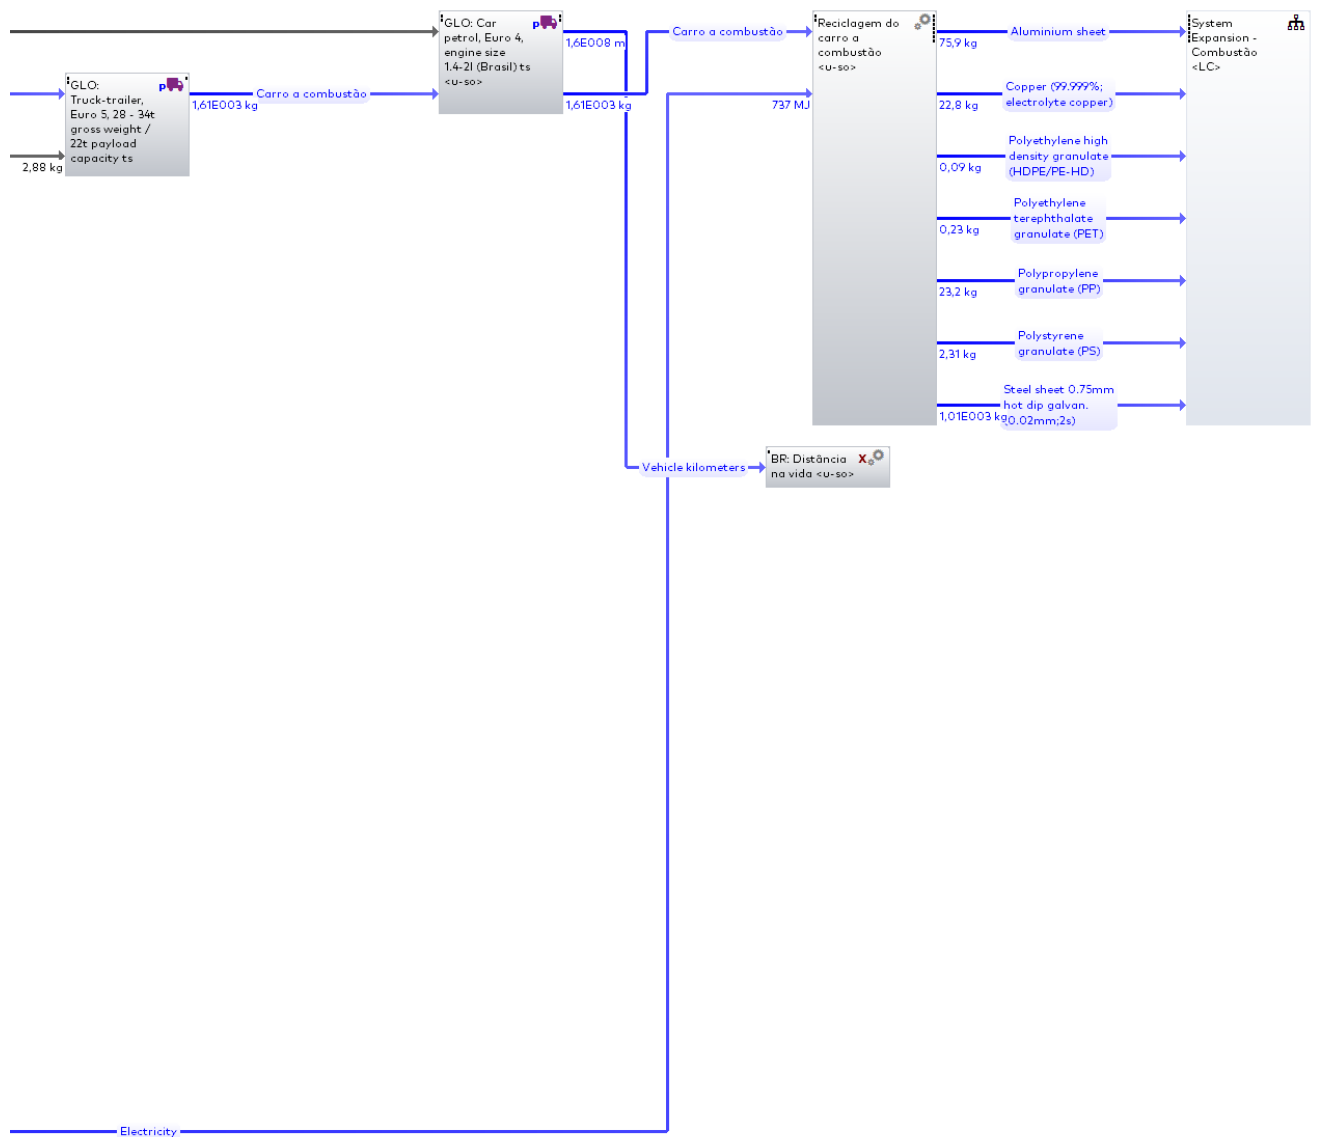 GLO: Car
petrol, Euro 4,
engine size
1.4-2l (Brasil) ts
<u-so>
p
1,6E008 m
1,61E003 kg
GLO:
Truck-trailer,
Euro 5, 28 - 34t
gross weight /
22t payload
capacity ts
p
2,88 kg
1,61E003 kg
Carro a combustão
Carro a combustão
737 MJ
Reciclagem do
carro a
combustão
<u-so>
75,9 kg
Aluminium sheet
22,8 kg
Copper (99.999%;
electrolyte copper)
0,09 kg
Polyethylene high
density granulate
(HDPE/PE-HD)
0,23 kg
Polyethylene
terephthalate
granulate (PET)
23,2 kg
Polypropylene
granulate (PP)
2,31 kg
Polystyrene
granulate (PS)
1,01E003 kg
Steel sheet 0.75mm
hot dip galvan.
(0.02mm;2s)
System
Expansion -
Combustão
<LC>
Vehicle kilometers
BR: Distância
na vida <u-so>
X
Electricity